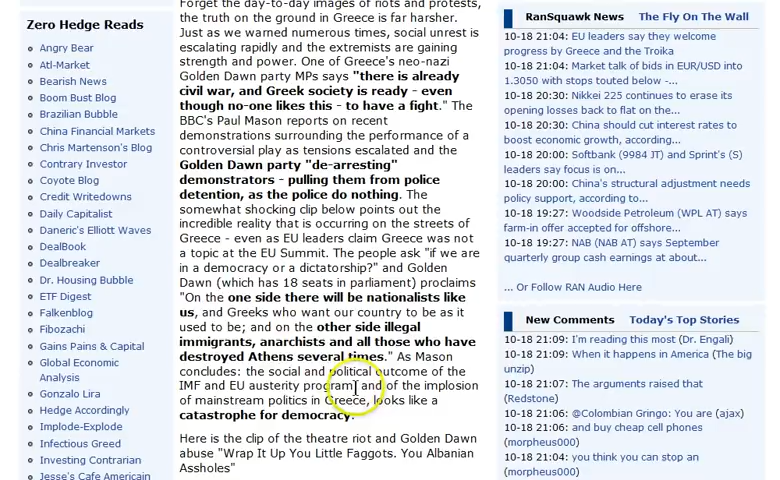 Zero Hedge Reads
Angry Bear
Atl-Market
Bearish News
Boom Bust Blog
Brazilian Bubble
China Financial Markets
Chris Martenson's Blog
Contrary Investor
Coyote Blog
Credit Writedowns
Daily Capitalist
Daneric's Elliott Waves
DealBook
Dealbreaker
Dr. Housing Bubble
ETF Digest
Falkenblog
Fibozachi
Gains Pains & Capital
Global Economic
Analysis
Gonzalo Lira
Hedge Accordingly
Implode-Explode
Infectious Greed
Investing Contrarian
Jesse's Cafe Americain
Forget the day-to-day images of riots and protests,
the truth on the ground in Greece is far harsher.
Just as we warned numerous times, social unrest is
escalating rapidly and the extremists are gaining
strength and power. One of Greece's neo-nazi
Golden Dawn party MPs says "there is already
civil war, and Greek society is ready - even
though no-one likes this - to have a fight." The
BBC's Paul Mason reports on recent
demonstrations surrounding the performance of a
controversial play as tensions escalated and the
Golden Dawn party "de-arresting"
demonstrators - pulling them from police
detention, as the police do nothing. The
somewhat shocking clip below points out the
incredible reality that is occurring on the streets of
Greece - even as EU leaders claim Greece was not
a topic at the EU Summit. The people ask "if we are
in a democracy or a dictatorship?" and Golden
Dawn (which has 18 seats in parliament) proclaims
"On the one side there will be nationalists like
us, and Greeks who want our country to be as it
used to be; and on the other side illegal
immigrants, anarchists and all those who have
destroyed Athens several times." As Mason
concludes: the social and political outcome of the
IMF and EU austerity program, and of the implosion
of mainstream politics in Greece, looks like a
catastrophe for democracy.
Here is the clip of the theatre riot and Golden Dawn
abuse "Wrap It Up You Little Faggots. You Albanian
Assholes"
RanSquawk News The Fly On The Wall
10-18 21:04: EU leaders say they welcome
progress by Greece and the Troika
10-18 21:04: Market talk of bids in EUR/USD into
1.3050 with stops touted below -...
10-18 20:30: Nikkei 225 continues to erase its
opening losses back to flat on the...
10-18 20:30: China should cut interest rates to
boost economic growth, according...
10-18 20:00: Softbank (9984 JT) and Sprint's (S)
leaders say focus is on...
10-18 20:00: China's structural adjustment needs
policy support, according to...
10-18 19:27: Woodside Petroleum (WPL AT) says
farm-in offer accepted for offshore...
10-18 19:27: NAB (NAB AT) says September
quarterly group cash earnings at about...
... Or Follow RAN Audio Here
New Comments Today's Top Stories
10-18 21:09: I'm reading this most (Dr. Engali)
10-18 21:09: When it happens in America (The big
unzip)
10-18 21:07: The arguments raised that
(Redstone)
10-18 21:06: @Colombian Gringo: You are (ajax)
10-18 21:06: and buy cell phones
(morpheus000)
10-18 21:04: you think you can stop an
(morpheus000)